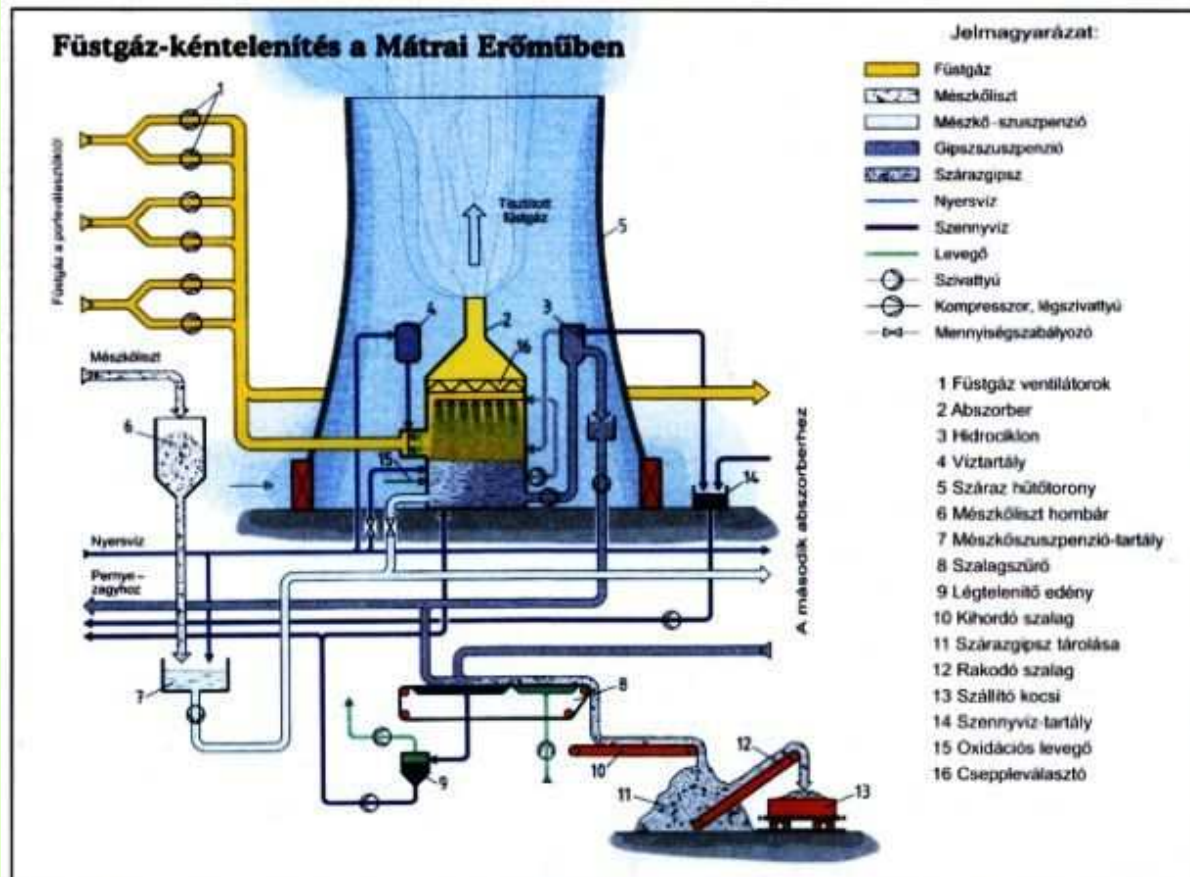 Füstgáz-kéntelenítés a Mátrai Erőműben
Füstgáz a porleválasztóktól
1
Tisztított
füstgáz
5
4
2
3
16
Mészkőliszt
6
15
14
Nyersvíz
Pernye-
zagyhoz
A második abszorberhez
7
8
9
10
11
12
13
Jelmagyarázat:
Füstgáz
Mészkőliszt
Mészkő-szuszpenzió
Gipszszuszpenzió
Szárazgipsz
Nyersvíz
Szennyvíz
Levegő
Szivattyú
Kompresszor, légszivattyú
Mennyiségszabályozó
1 Füstgáz ventilátorok
2 Abszorber
3 Hidrociklon
4 Víztartály
5 Száraz hűtőtorony
6 Mészkőliszt hombár
7 Mészkőszuszpenzió-tartály
8 Szalagszűrő
9 Légtelenítő edény
10 Kihordó szalag
11 Szárazgipsz tárolása
12 Rakodó szalag
13 Szállító kocsi
14 Szennyvíz-tartály
15 Oxidációs levegő
16 Cseppleválasztó